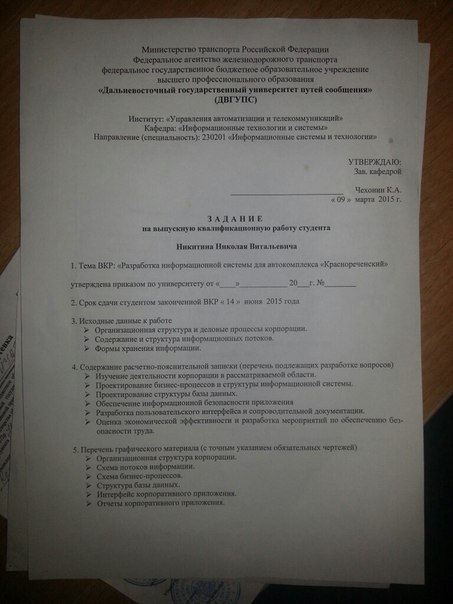 Министерство транспорта Российской Федерации
Федеральное агентство железнодорожного транспорта
федеральное государственное бюджетное образовательное учреждение
высшего профессионального образования
«Дальневосточный государственный университет путей сообщения»
(ДВГУПС)
Институт: «Управления автоматизации и телекоммуникаций»
Кафедра: «Информационные технологии и системы»
Направление (специальность): 230201 «Информационные системы и технологии»
УТВЕРЖДАЮ:
Зав. кафедрой
____________________ Чехонин К.А.
« 09 » марта 2015 г.
З А Д А Н И Е
на выпускную квалификационную работу студента
Никитина Николая Витальевича
1. Тема ВКР: «Разработка информационной системы для автокомплекса «Краснореченский»
утверждена приказом по университету от «____»____________ 20___г. №________
2. Срок сдачи студентом законченной ВКР « 14 » июня 2015 года
3. Исходные данные к работе
➢ Организационная структура и деловые процессы корпорации.
➢ Содержание и структура информационных потоков.
➢ Формы хранения информации.
4. Содержание расчетно-пояснительной записки (перечень подлежащих разработке вопросов)
➢ Изучение деятельности корпорации в рассматриваемой области.
➢ Проектирование бизнес-процессов и структуры информационной системы.
➢ Проектирование структуры базы данных.
➢ Обеспечение информационной безопасности приложения
➢ Разработка пользовательского интерфейса и сопроводительной документации.
➢ Оценка экономической эффективности и разработка мероприятий по обеспечению без-
опасности труда.
5. Перечень графического материала (с точным указанием обязательных чертежей)
➢ Организационная структура корпорации.
➢ Схема потоков информации.
➢ Схема бизнес-процессов.
➢ Структура базы данных.
➢ Интерфейс корпоративного приложения.
➢ Отчеты корпоративного приложения.